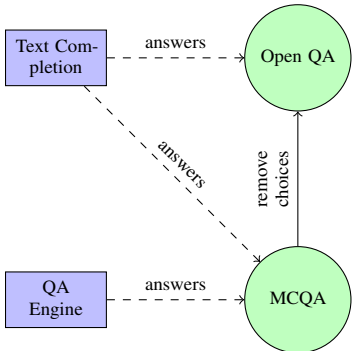 Text Com-
pletion
answers
Open QA
answers
remove
choices
QA
Engine
answers
MCQA